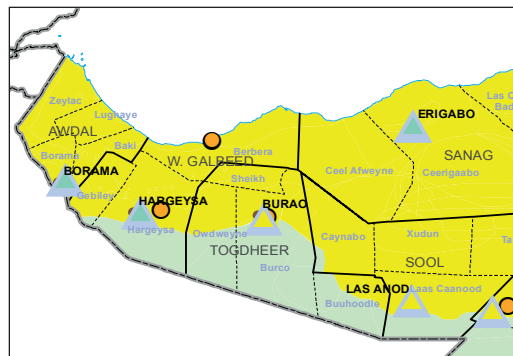 Zeylac
Lughaye
AWDAL
Borama
Baki
BORAMA
Gebiley
W. GALBEED
Berbera
Sheikh
HARGEYSA
Hargeysa
Owdweyne
BURAO
TOGDHEER
Burco
ERIGABO
Las C
Bad
SANAG
Ceel Afweyne
Ceerigaabo
Caynabo
Xudun
Ta
SOOL
LAS ANOD
Laas Caanood
Buuhoodle